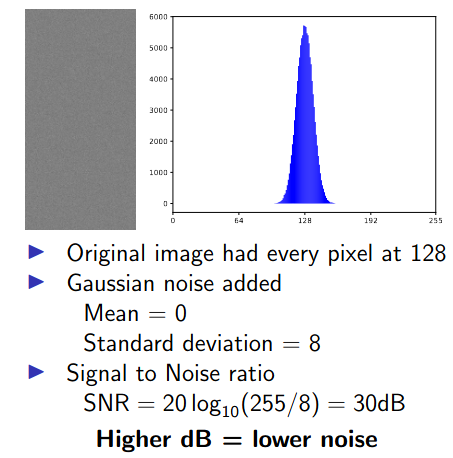 6000
5000
4000
3000
2000
1000
0
0 64 128 192 255
▶ Original image had every pixel at 128
▶ Gaussian noise added
Mean = 0
Standard deviation = 8
▶ Signal to Noise ratio
SNR = 20 log₁₀(255/8) = 30dB
Higher dB = lower noise